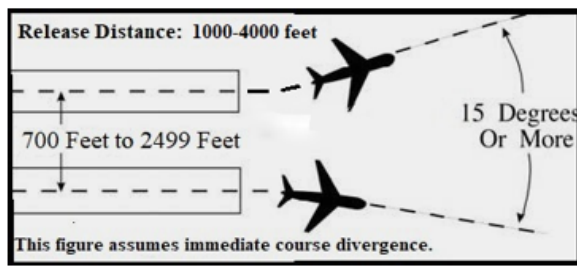 Release Distance: 1000-4000 feet
15 Degrees
Or More
700 Feet to 2499 Feet
This figure assumes immediate course divergence.